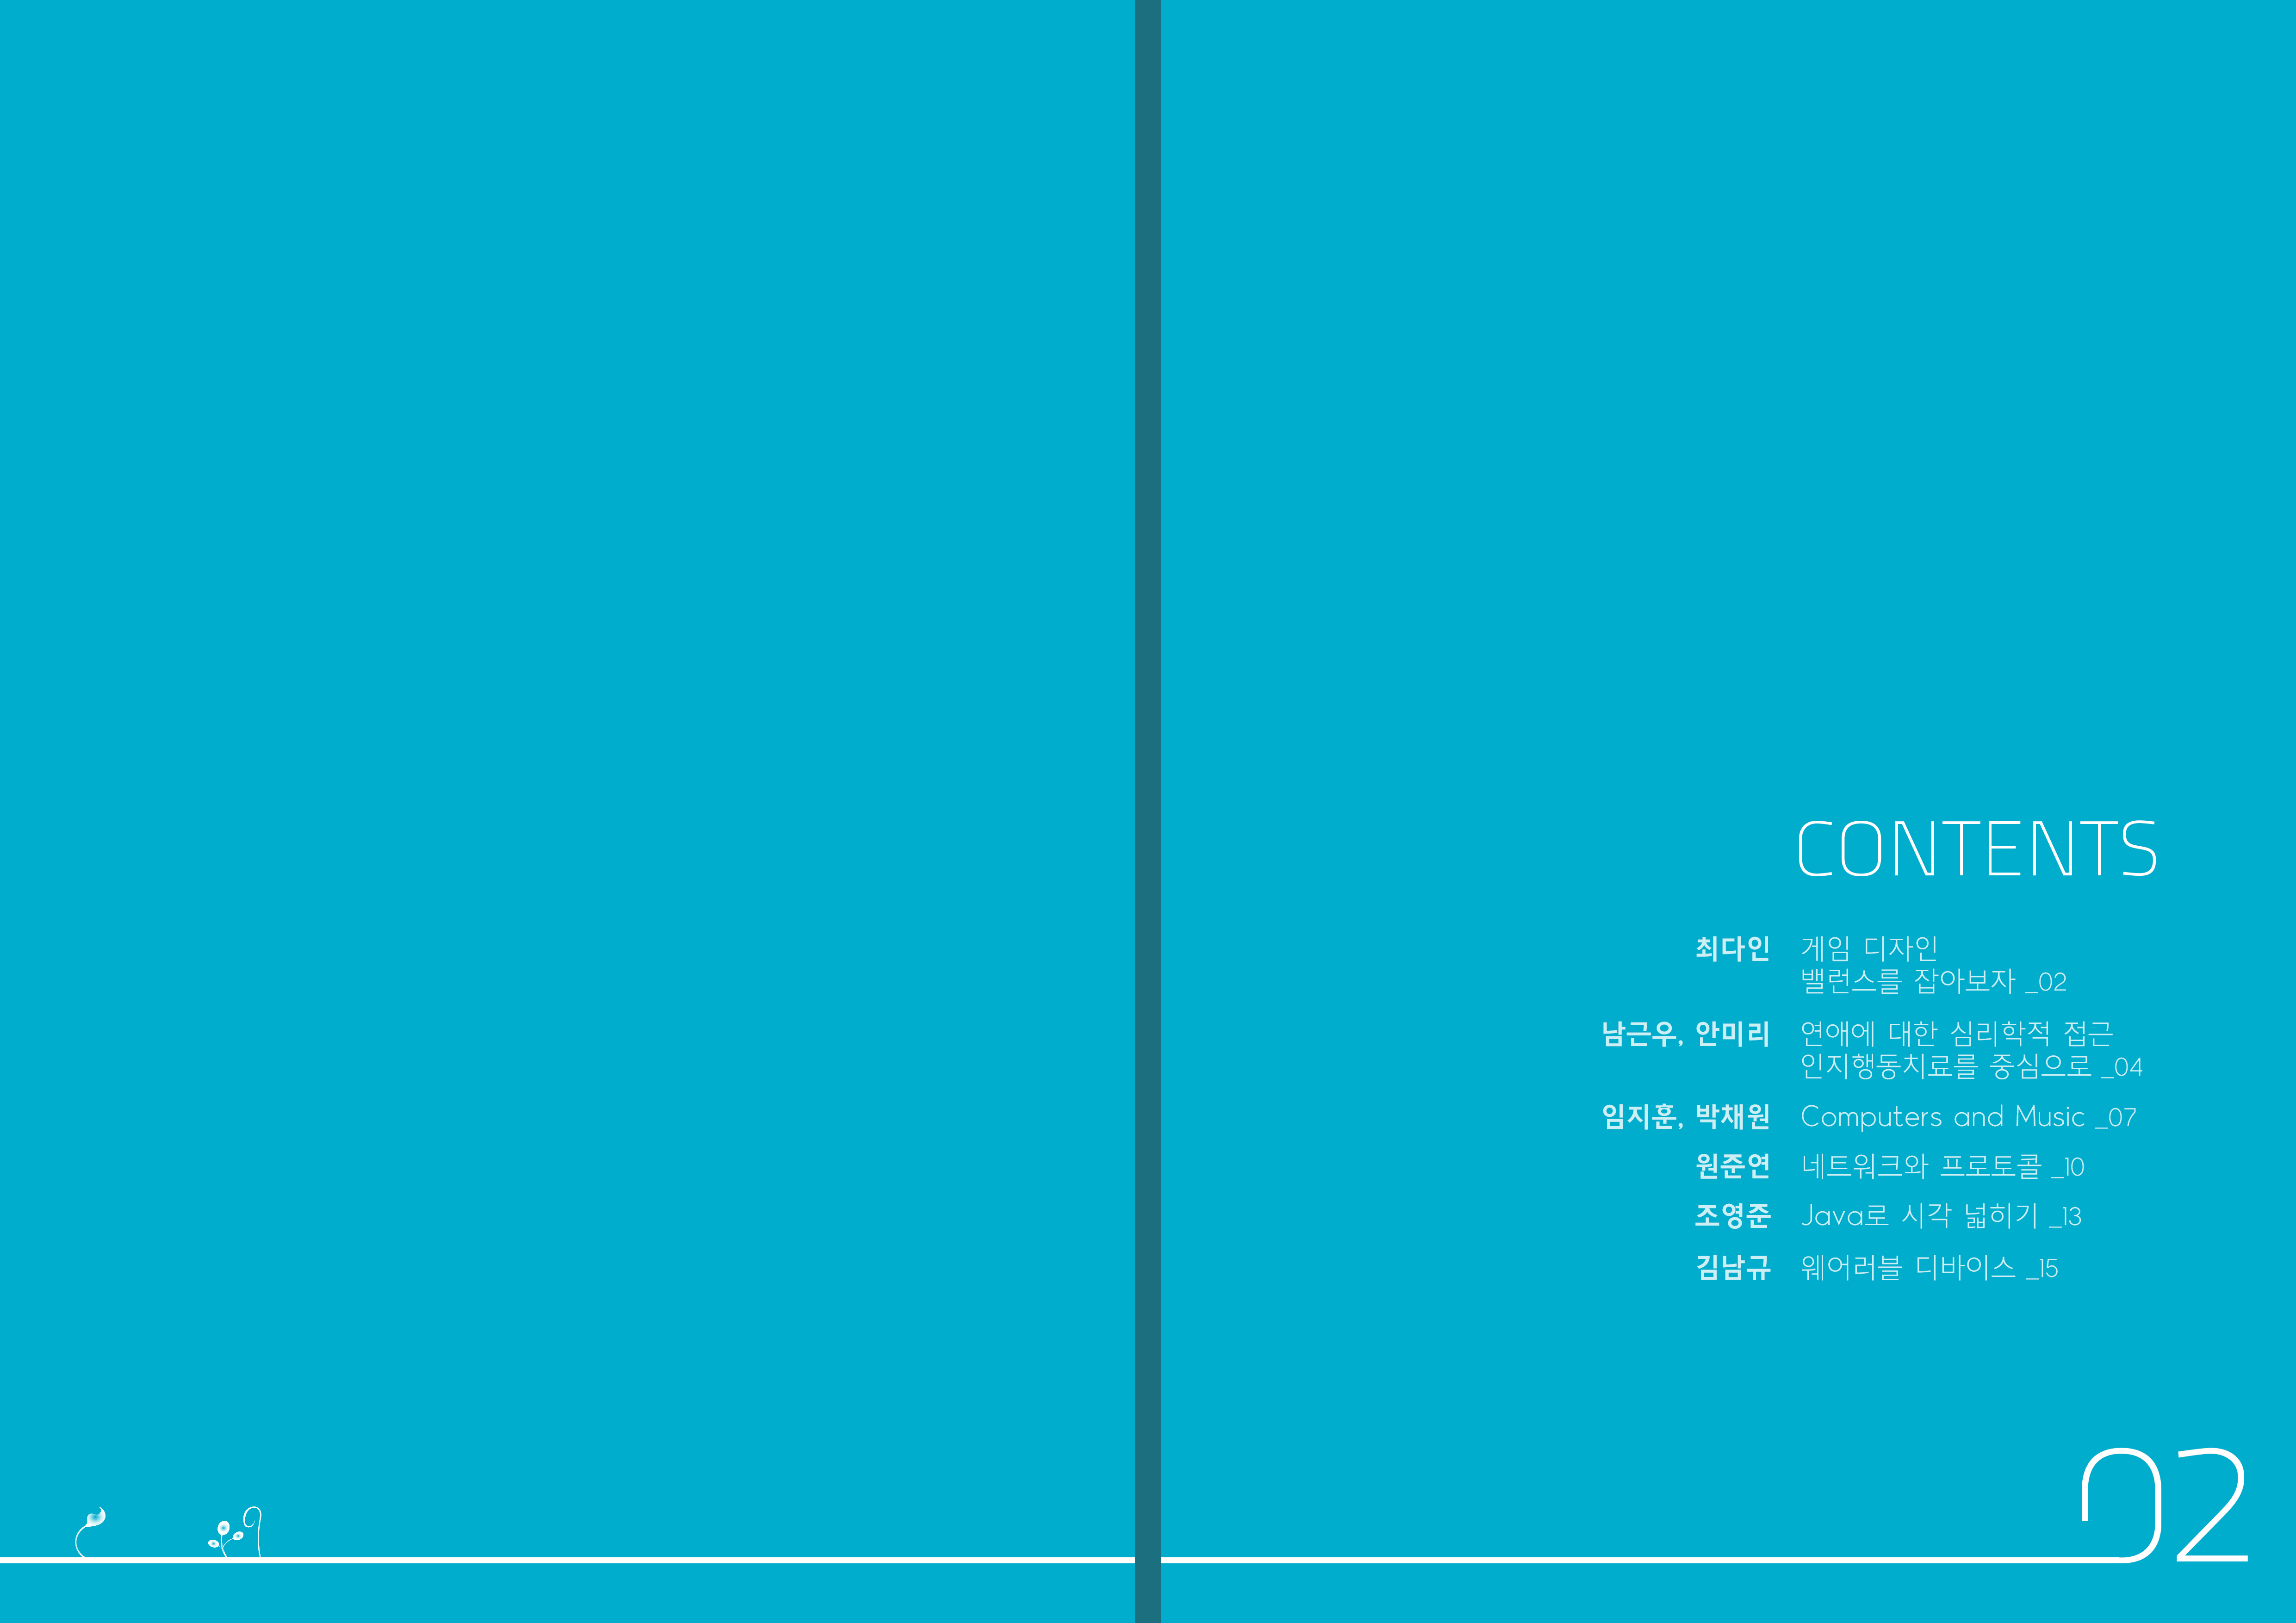 CONTENTS
최다인 게임 디자인
밸런스를 잡아보자 _02
남근우, 안미리 연애에 대한 심리학적 접근
인지행동치료를 중심으로 _04
임지훈, 박채원 Computers and Music _07
원준연 네트워크와 프로토콜 _10
조영준 Java로 시각 넓히기 _13
김남규 웨어러블 디바이스 _15
02